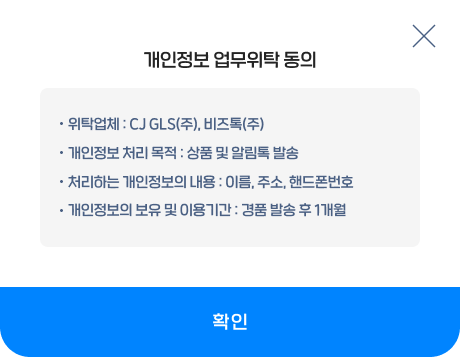 개인정보 업무위탁 동의
· 위탁업체 : CJ GLS(주), 비즈톡(주)
· 개인정보 처리 목적 : 상품 및 알림톡 발송
· 처리하는 개인정보의 내용 : 이름, 주소, 핸드폰번호
· 개인정보의 보유 및 이용기간 : 경품 발송 후 1개월
확인